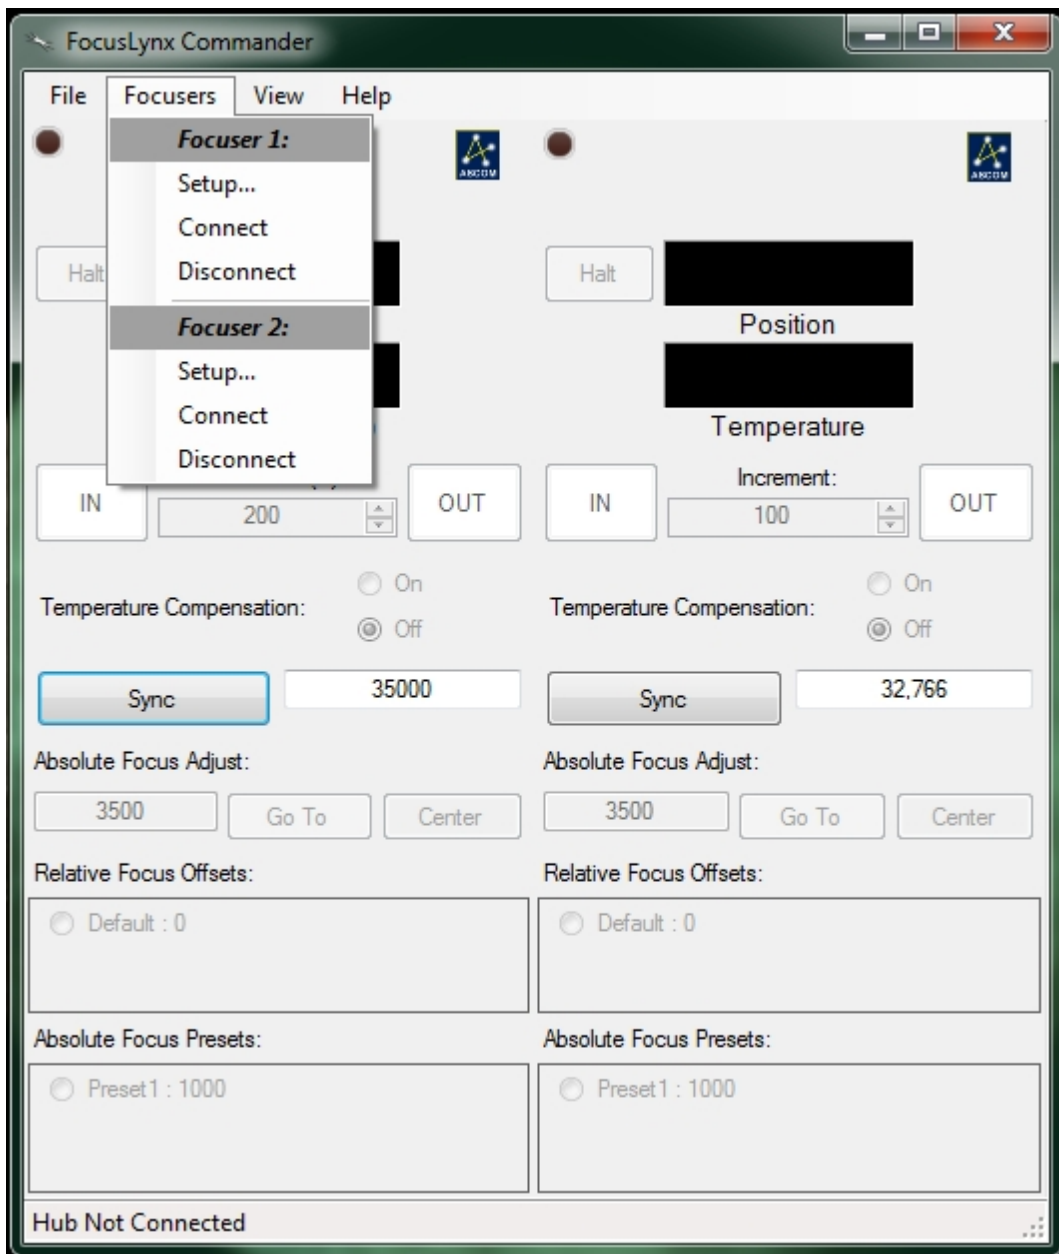 FocusLynx Commander
File Focusers View Help
Focuser 1:
Setup...
Connect
Disconnect
Focuser 2:
Setup...
Connect
Disconnect
ASCOM
ASCOM
Halt
Halt
Position
Temperature
IN
200
OUT
IN
Increment:
100
OUT
Temperature Compensation:
On
Off
Temperature Compensation:
On
Off
Sync
35000
Sync
32,766
Absolute Focus Adjust:
3500
Go To
Center
Absolute Focus Adjust:
3500
Go To
Center
Relative Focus Offsets:
Default : 0
Relative Focus Offsets:
Default : 0
Absolute Focus Presets:
Preset1 : 1000
Absolute Focus Presets:
Preset1 : 1000
Hub Not Connected